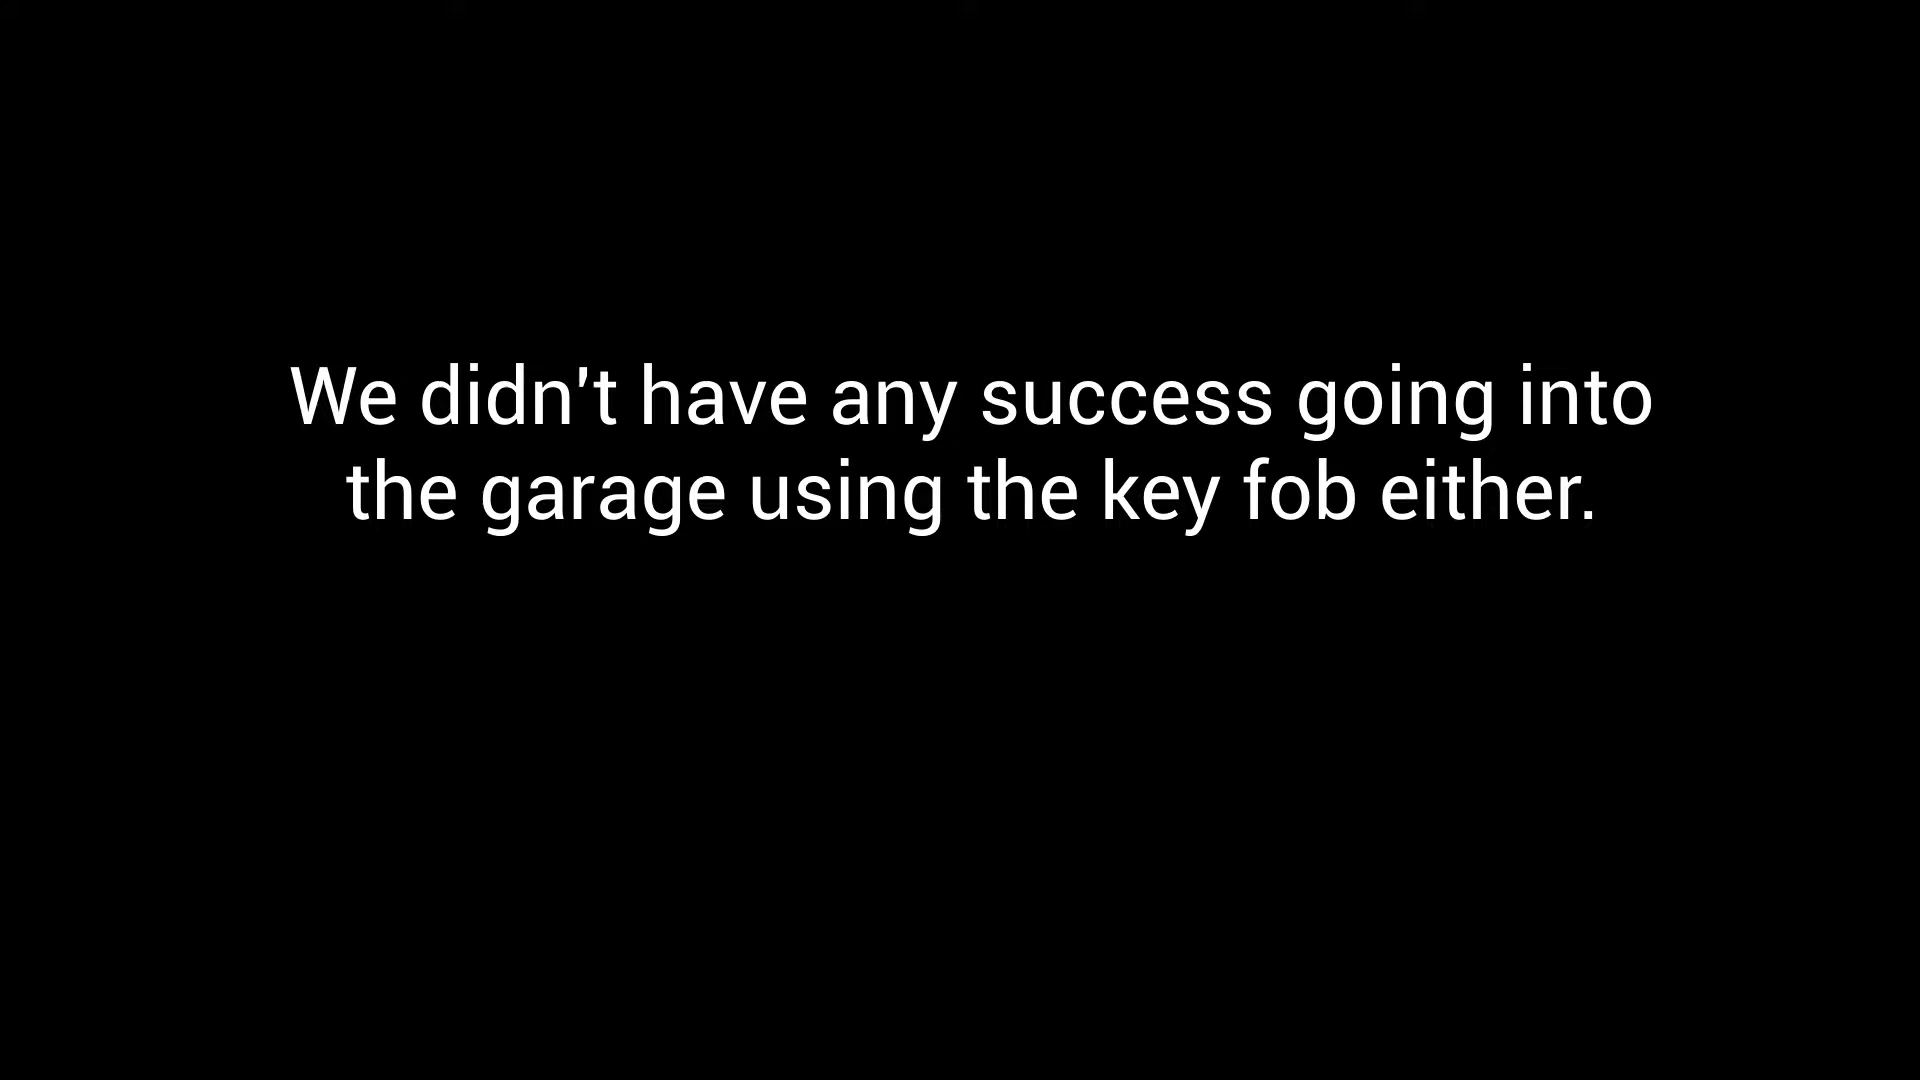 We didn't have any success going into
the garage using the key fob either.